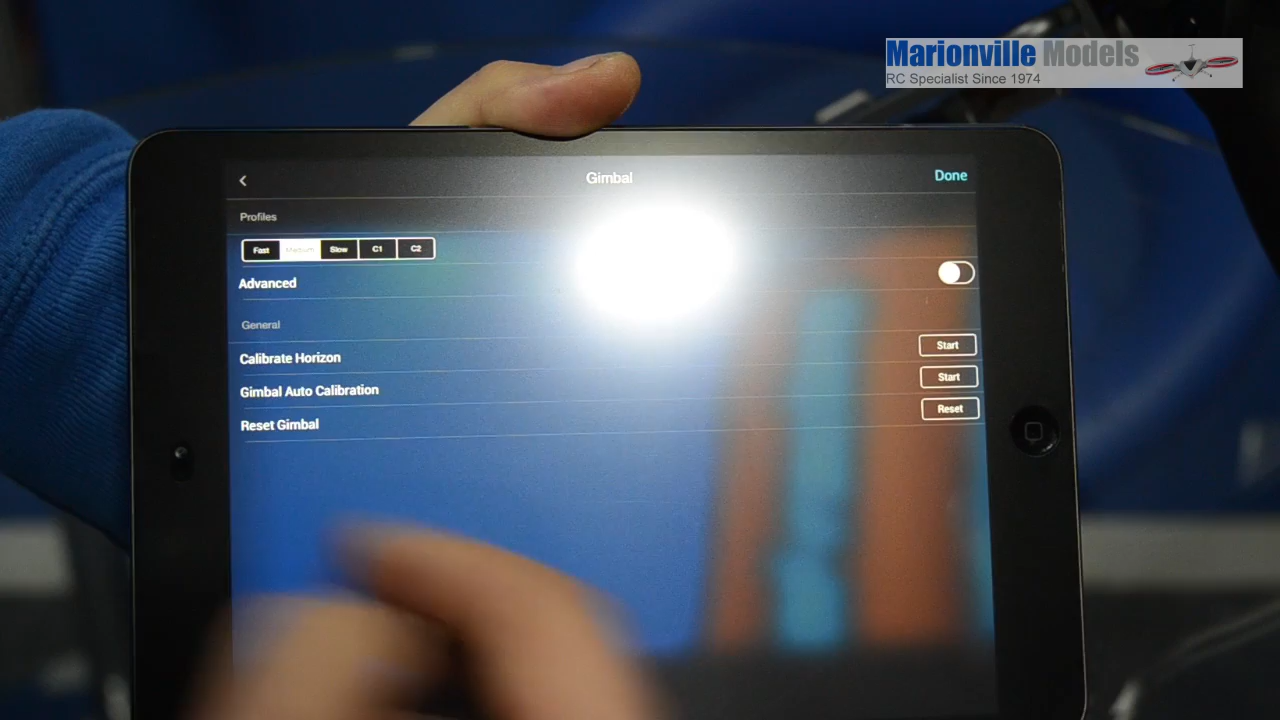 Marionville Models
RC Specialist Since 1974
Gimbal
Done
Profiles
Fast Medium Slow C1 C2
Advanced
General
Calibrate Horizon Start
Gimbal Auto Calibration Start
Reset Gimbal Reset